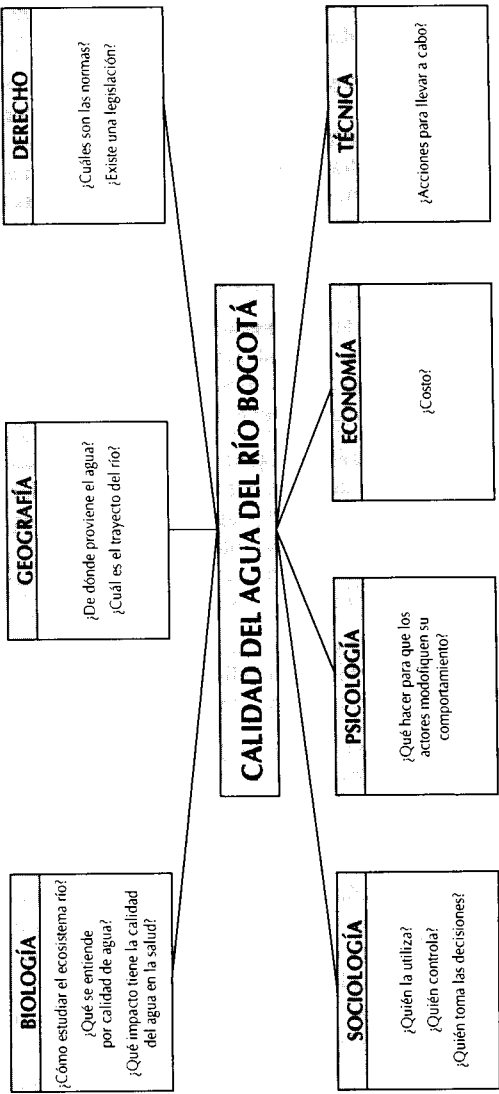 BIOLOGÍA
¿Cómo estudiar el ecosistema río?
¿Qué se entiende
por calidad de agua?
¿Qué impacto tiene la calidad
del agua en la salud?
GEOGRAFÍA
¿De dónde proviene el agua?
¿Cuál es el trayecto del río?
DERECHO
¿Cuáles son las normas?
¿Existe una legislación?
CALIDAD DEL AGUA DEL RÍO BOGOTÁ
SOCIOLOGÍA
¿Quién la utiliza?
¿Quién controla?
¿Quién toma las decisiones?
PSICOLOGÍA
¿Qué hacer para que los
actores modofiquen su
comportamiento?
ECONOMÍA
¿Costo?
TÉCNICA
¿Acciones para llevar a cabo?